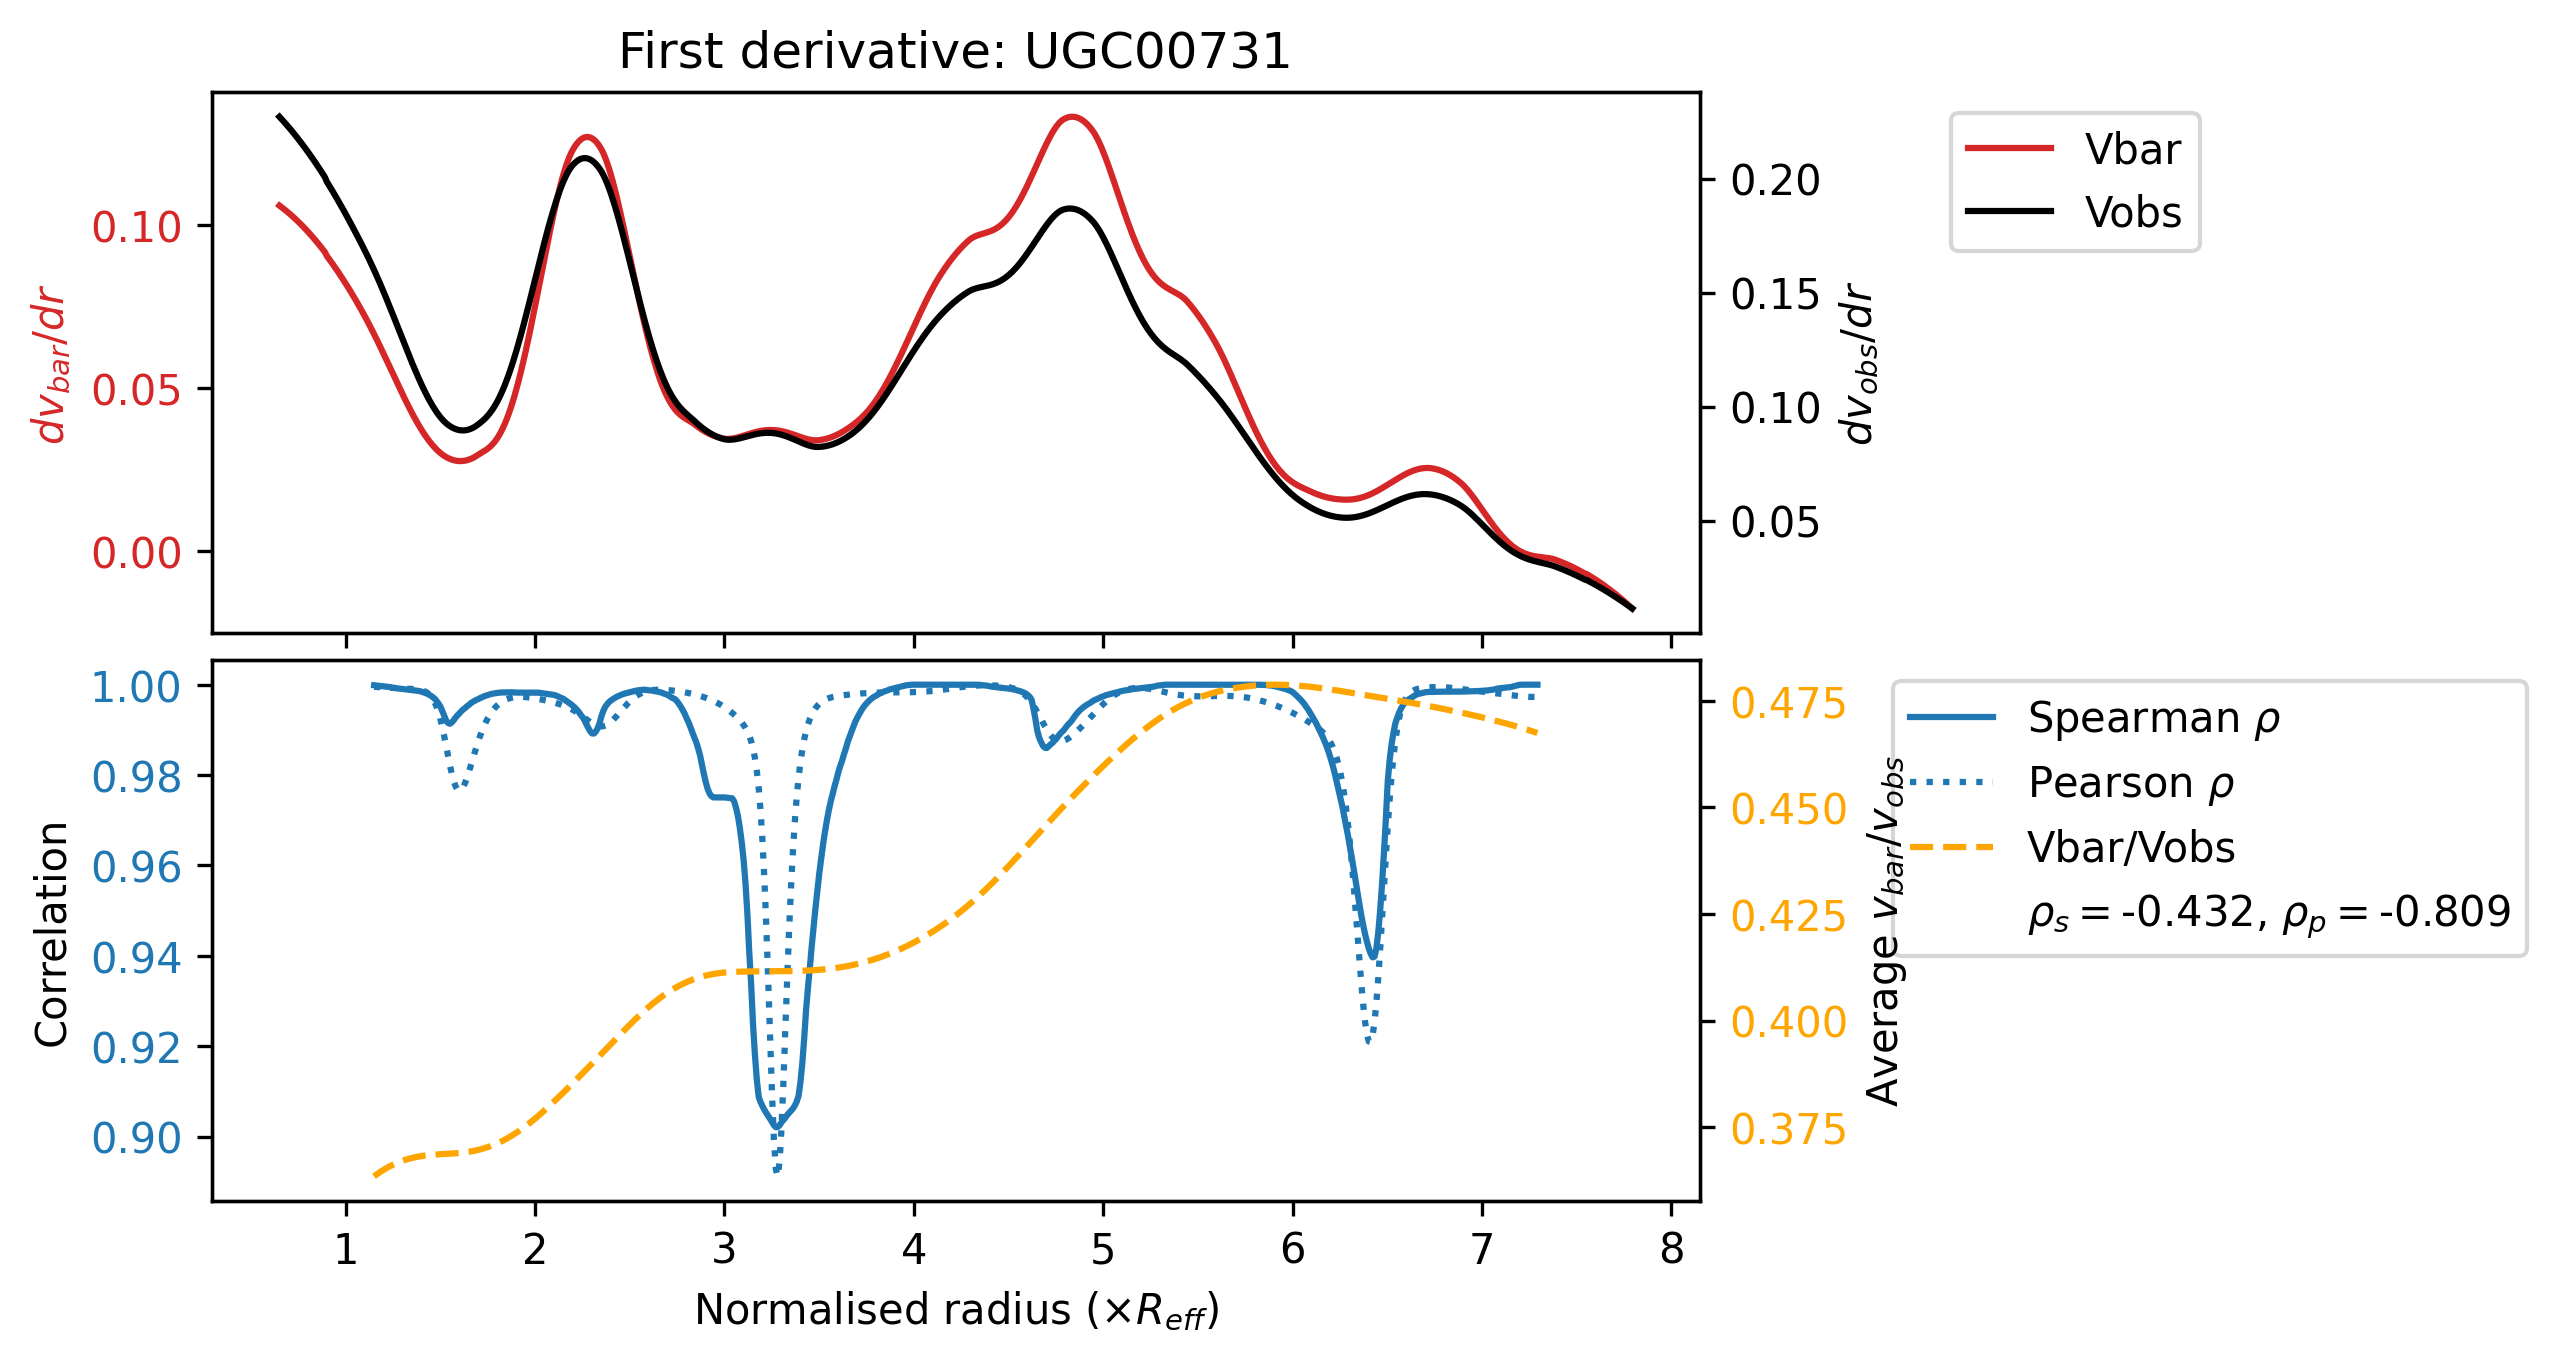 First derivative: UGC00731
dv_bar/dr
0.10
0.05
0.00
0.20
0.15
0.10
0.05
dv_obs/dr
Vbar
Vobs
Correlation
1.00
0.98
0.96
0.94
0.92
0.90
0.475
0.450
0.425
0.400
0.375
Average v_bar/v_obs
Spearman ρ
Pearson ρ
Vbar/Vobs
ρ_s = -0.432, ρ_p = -0.809
1 2 3 4 5 6 7 8
Normalised radius (×R_eff)